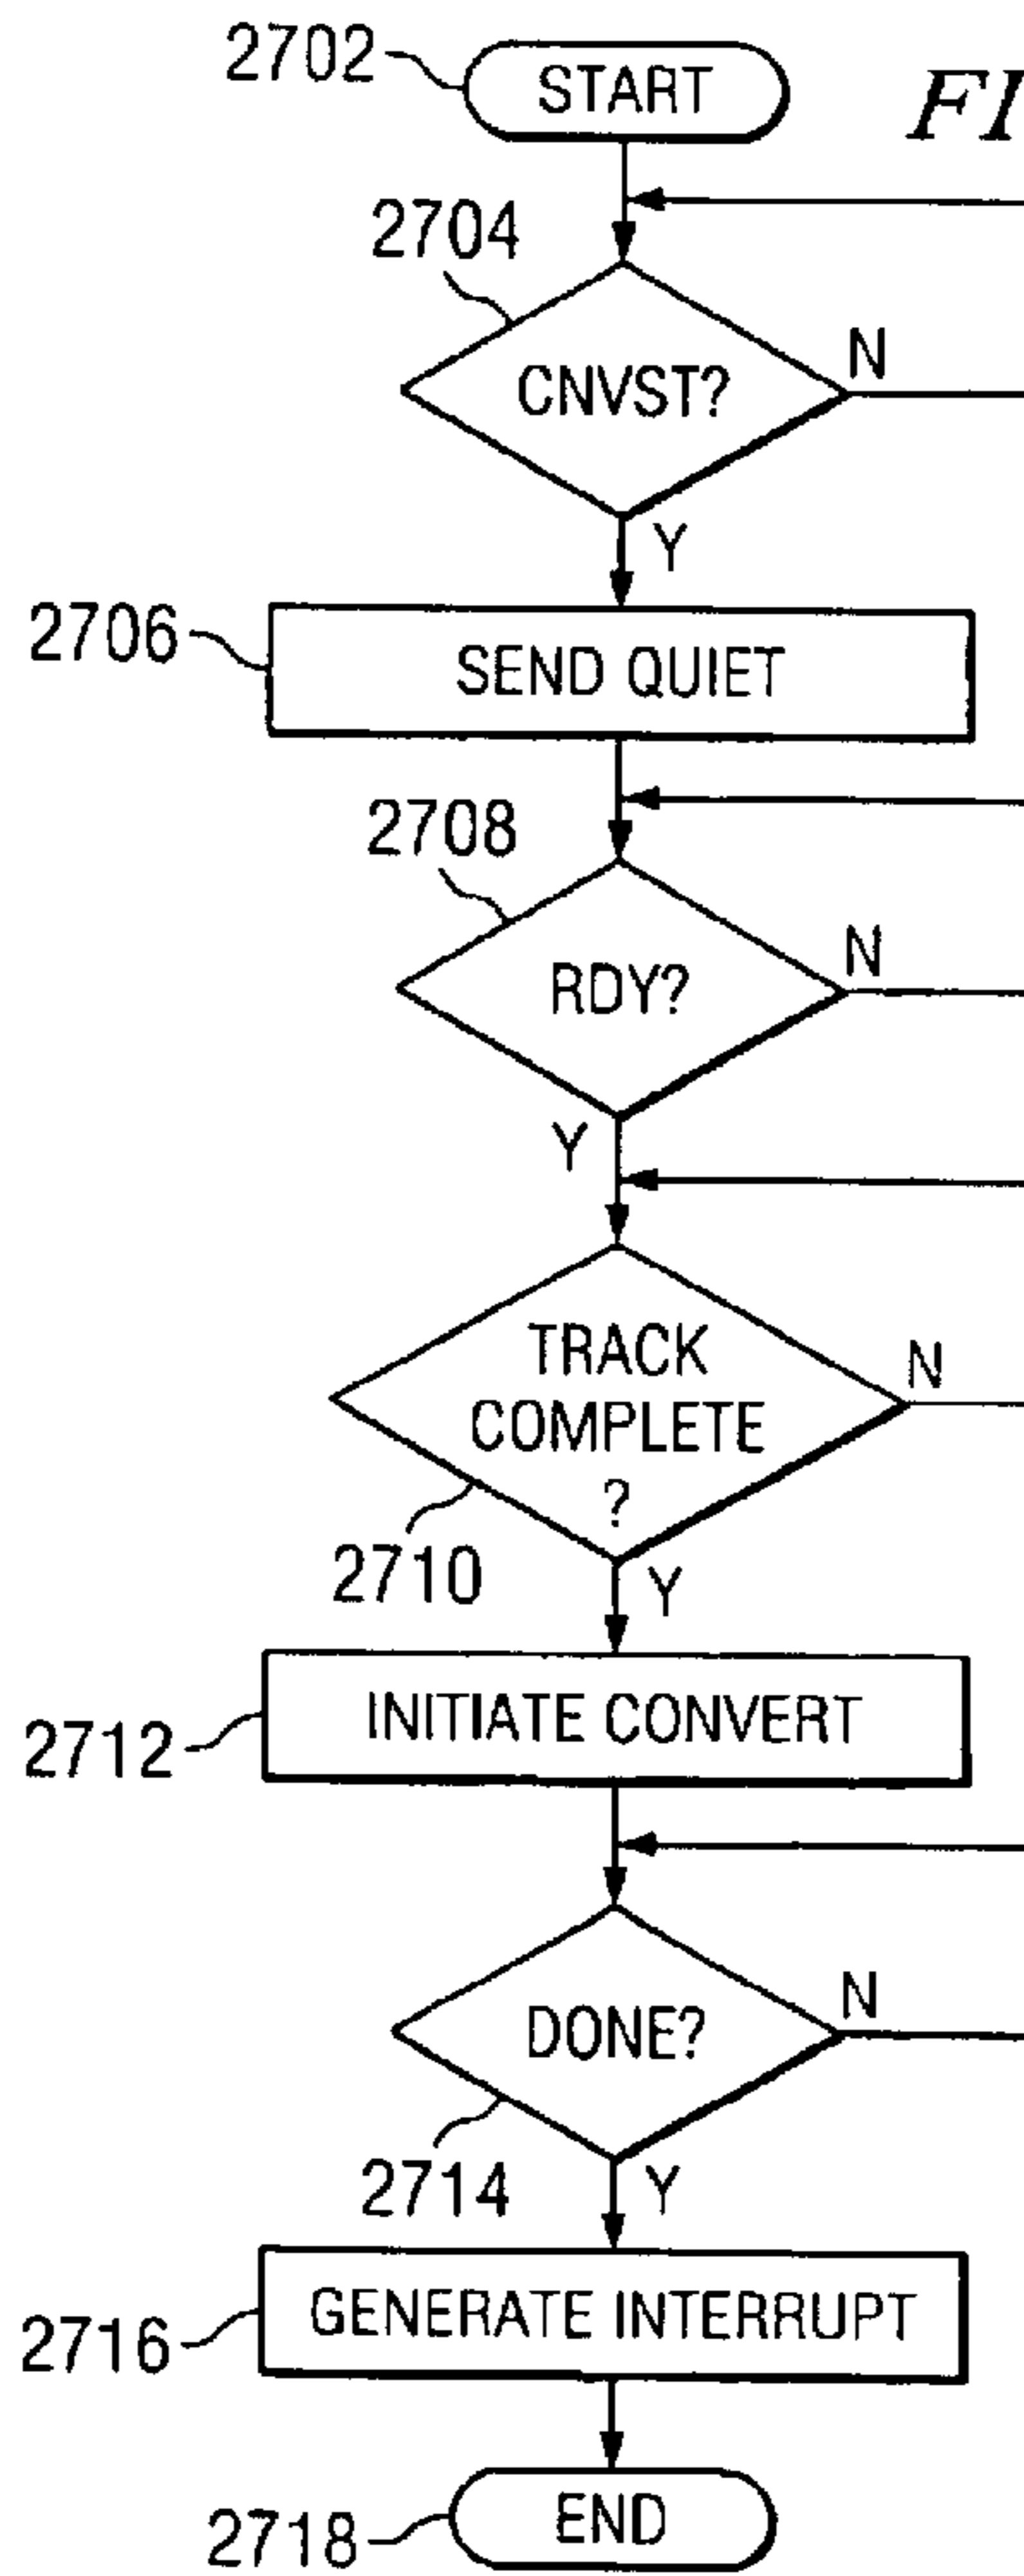 2702
START
FI
2704
CNVST?
N
Y
2706
SEND QUIET
2708
RDY?
N
Y
TRACK
COMPLETE
?
N
2710
Y
2712
INITIATE CONVERT
DONE?
N
2714
Y
2716
GENERATE INTERRUPT
2718
END